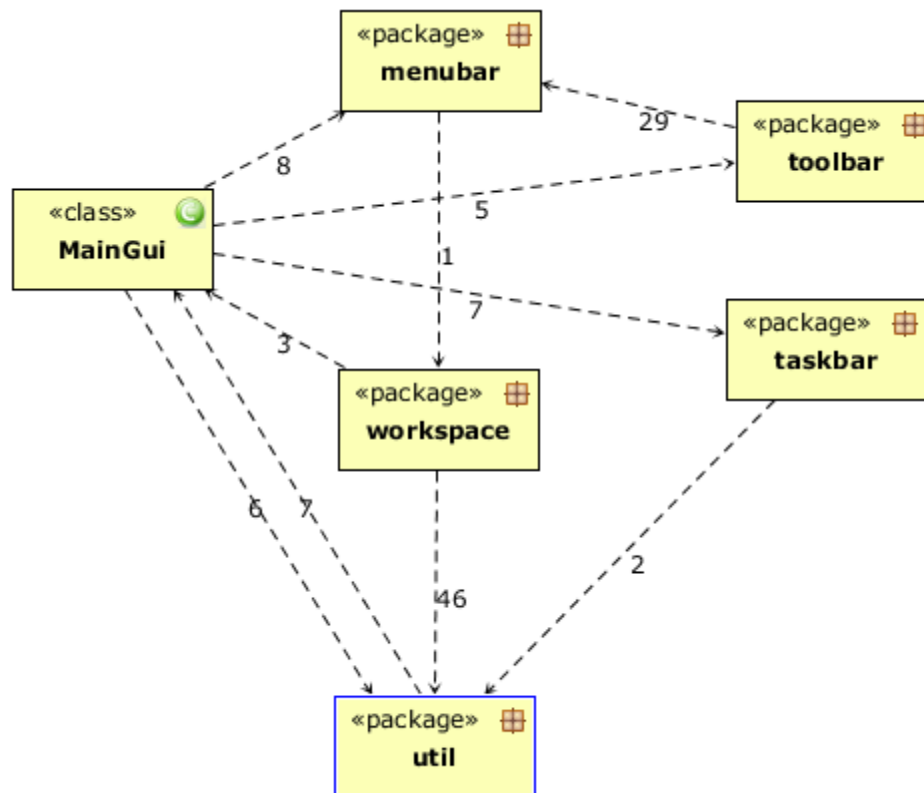 «package»
menubar
29
«package»
toolbar
8
«class»
C
MainGui
5
1
7
«package»
taskbar
3
«package»
workspace
6
7
2
46
«package»
util